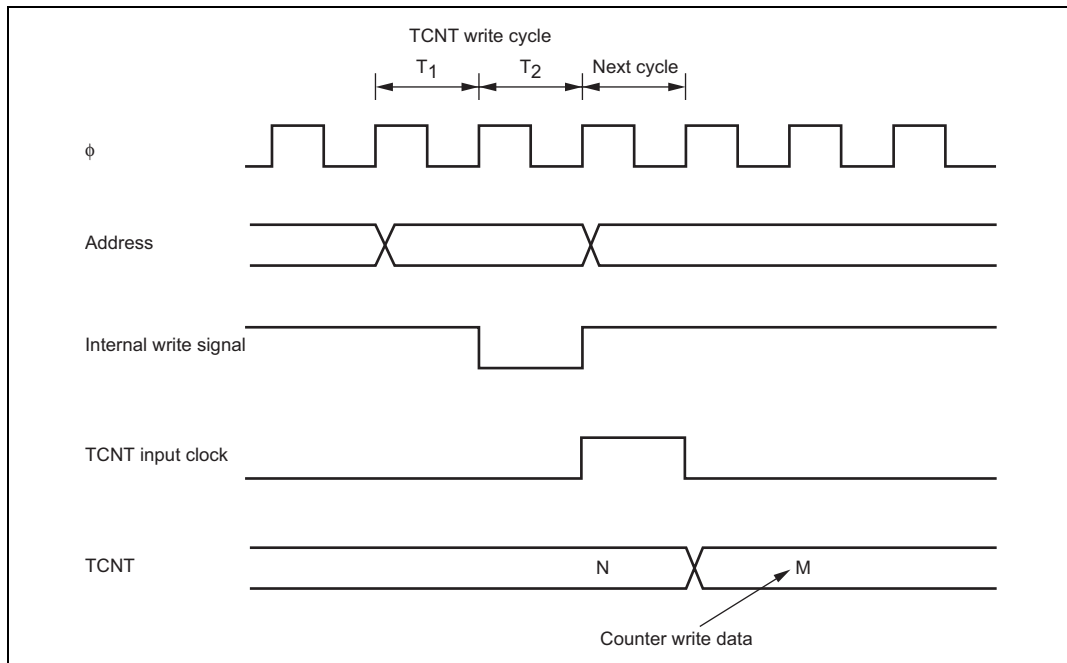 TCNT write cycle
T1 T2 Next cycle
ϕ
Address
Internal write signal
TCNT input clock
TCNT N M
Counter write data